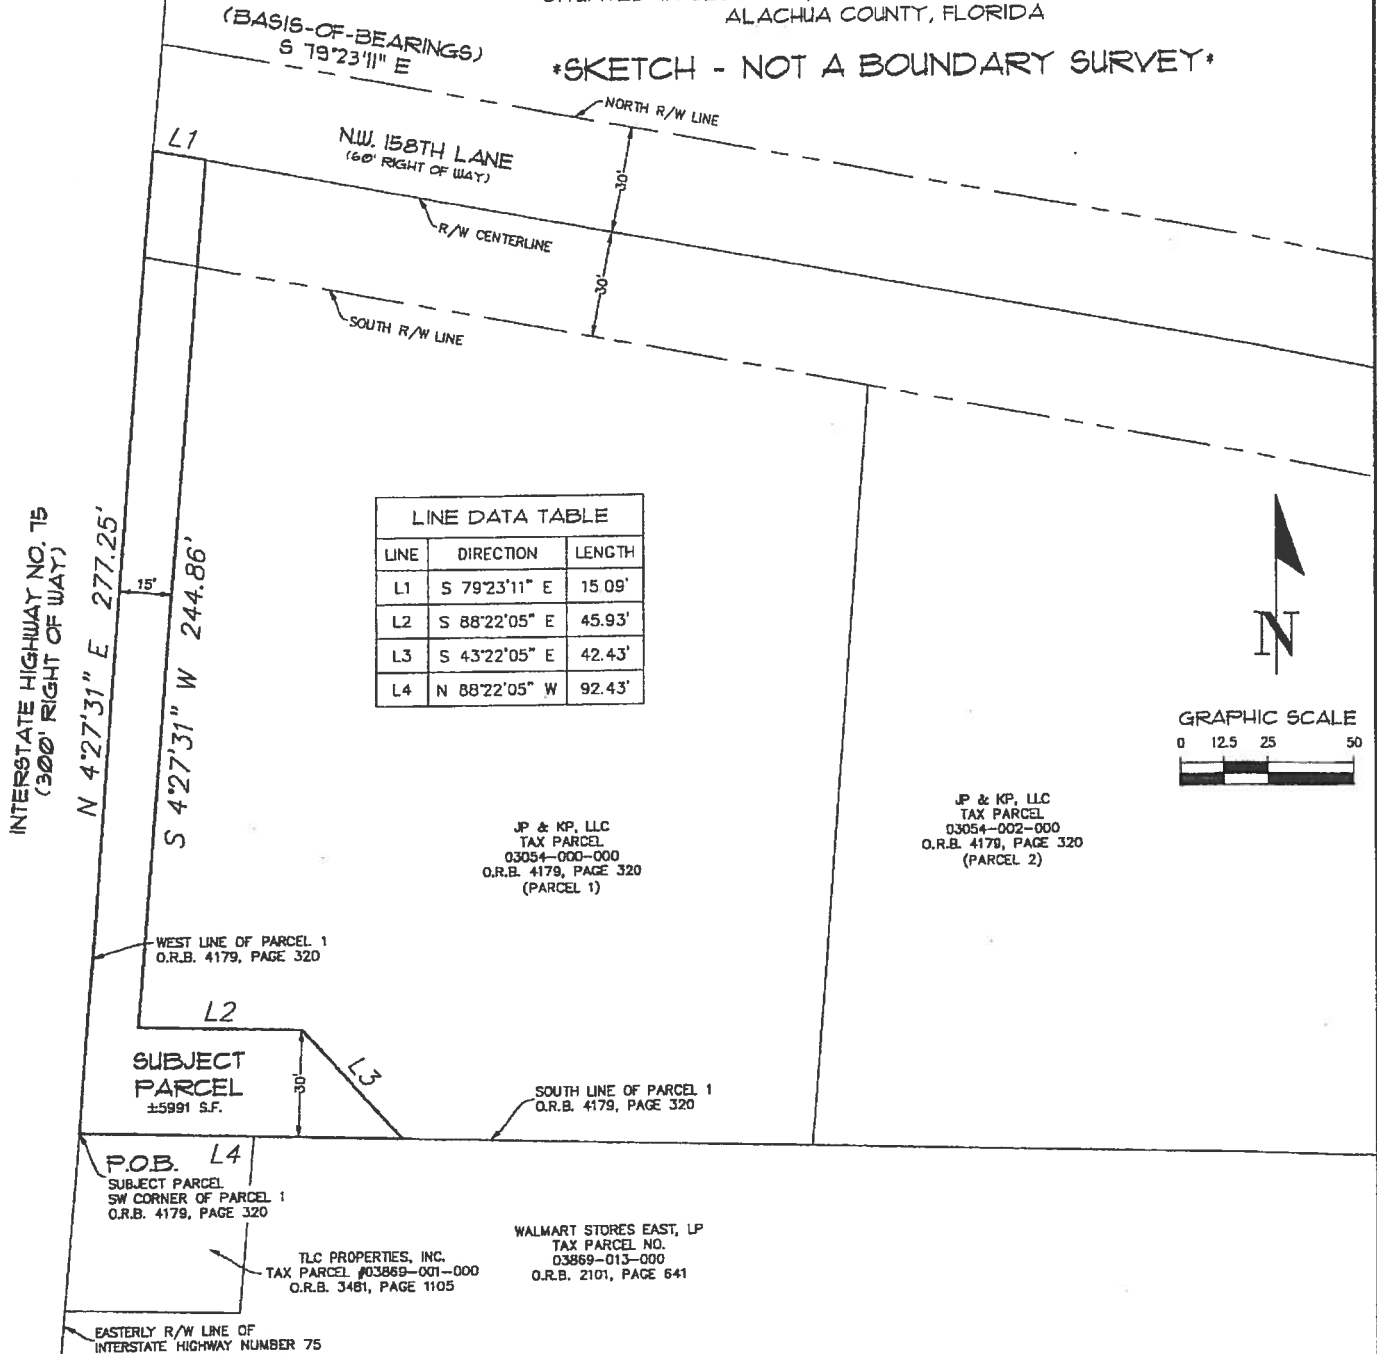 ALACHUA COUNTY, FLORIDA
(BASIS-OF-BEARINGS)
S 79°23'11" E
*SKETCH - NOT A BOUNDARY SURVEY*
NORTH R/W LINE
L1
N.W. 158TH LANE
(60' RIGHT OF WAY)
30'
R/W CENTERLINE
30'
SOUTH R/W LINE
INTERSTATE HIGHWAY NO. 75
(300' RIGHT OF WAY)
N 4°27'31" E 277.25'
15'
S 4°27'31" W 244.86'
LINE DATA TABLE
LINE DIRECTION LENGTH
L1 S 79°23'11" E 15.09'
L2 S 88°22'05" E 45.93'
L3 S 43°22'05" E 42.43'
L4 N 88°22'05" W 92.43'
N
GRAPHIC SCALE
0 12.5 25 50
JP & KP, LLC
TAX PARCEL
03054-000-000
O.R.B. 4179, PAGE 320
(PARCEL 1)
JP & KP, LLC
TAX PARCEL
03054-002-000
O.R.B. 4179, PAGE 320
(PARCEL 2)
WEST LINE OF PARCEL 1
O.R.B. 4179, PAGE 320
L2
SUBJECT
PARCEL
±5991 S.F.
30'
L3
SOUTH LINE OF PARCEL 1
O.R.B. 4179, PAGE 320
P.O.B.
L4
SUBJECT PARCEL
SW CORNER OF PARCEL 1
O.R.B. 4179, PAGE 320
TLC PROPERTIES, INC.
TAX PARCEL #03869-001-000
O.R.B. 3481, PAGE 1105
WALMART STORES EAST, LP
TAX PARCEL NO.
03869-013-000
O.R.B. 2101, PAGE 641
EASTERLY R/W LINE OF
INTERSTATE HIGHWAY NUMBER 75